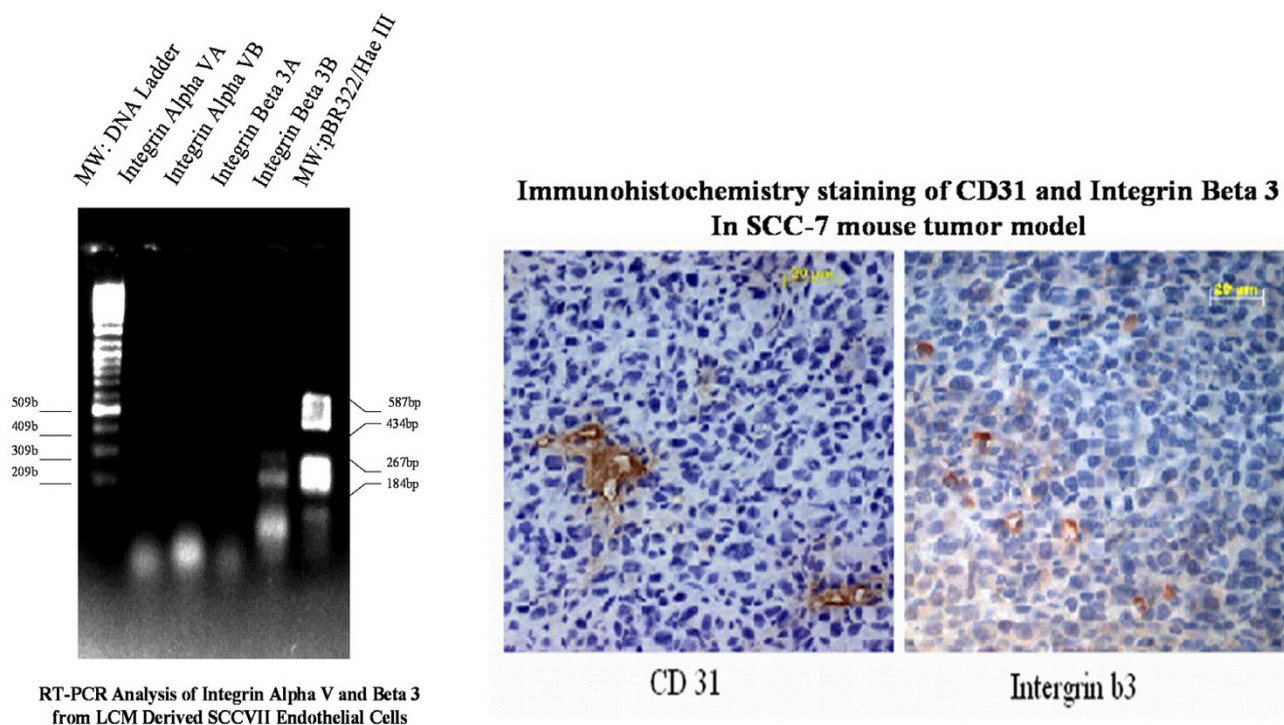 MW: DNA Ladder
Integrin Alpha VA
Integrin Alpha VB
Integrin Beta 3A
Integrin Beta 3B
MW:pBR322/Hae III
509b
409b
309b
209b
587bp
434bp
267bp
184bp
RT-PCR Analysis of Integrin Alpha V and Beta 3
from LCM Derived SCCVII Endothelial Cells
Immunohistochemistry staining of CD31 and Integrin Beta 3
In SCC-7 mouse tumor model
20 µm
20 µm
CD 31
Intergrin b3